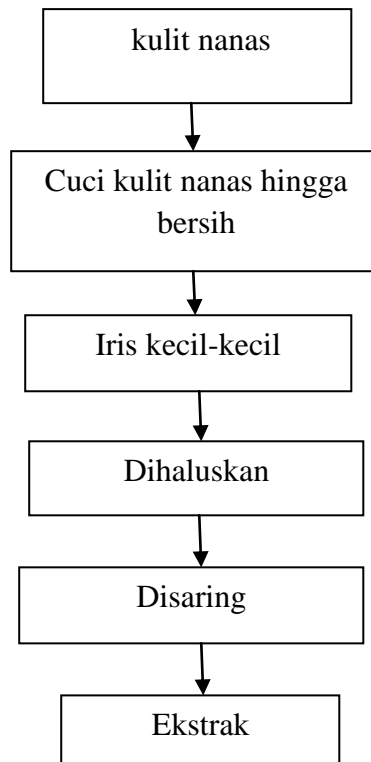 kulit nanas
Cuci kulit nanas hingga
bersih
Iris kecil-kecil
Dihaluskan
Disaring
Ekstrak